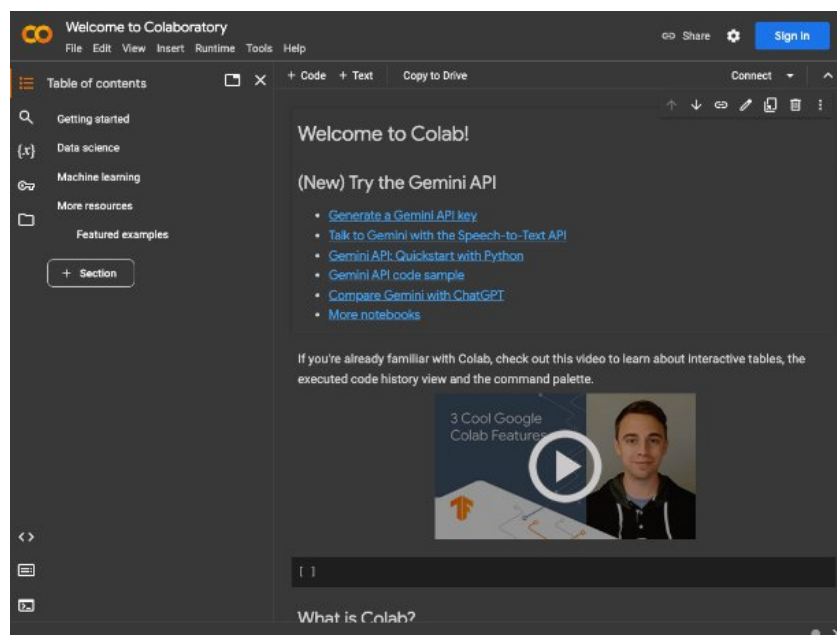 Welcome to Colaboratory
File Edit View Insert Runtime Tools Help
Share
Sign in
Table of contents
+ Code + Text Copy to Drive
Connect
Getting started
{x}
Data science
Machine learning
More resources
Featured examples
+ Section
Welcome to Colab!
(New) Try the Gemini API
• Generate a Gemini API key
• Talk to Gemini with the Speech-to-Text API
• Gemini API: Quickstart with Python
• Gemini API code sample
• Compare Gemini with ChatGPT
• More notebooks
If you're already familiar with Colab, check out this video to learn about interactive tables, the
executed code history view and the command palette.
3 Cool Google
Colab Features
[ ]
What is Colab?